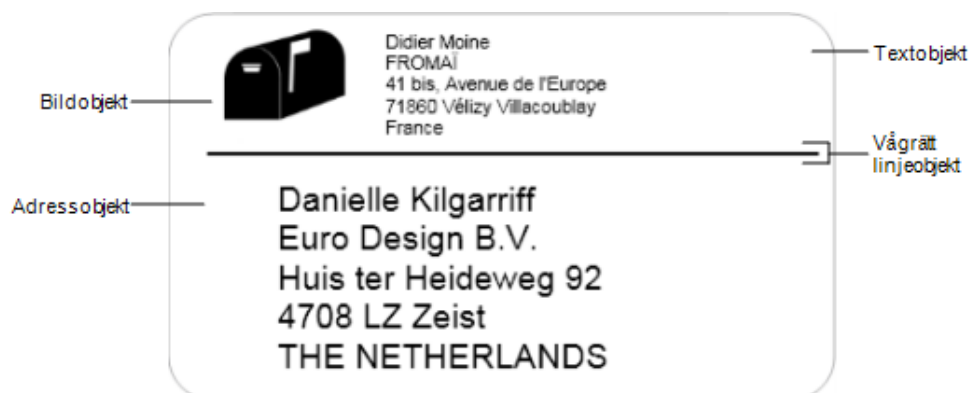 Didier Moine
FROMAÏ
41 bis, Avenue de l'Europe
71860 Vélizy Villacoublay
France
Textobjekt
Bildobjekt
Vågrätt
linjeobjekt
Adressobjekt
Danielle Kilgarriff
Euro Design B.V.
Huis ter Heideweg 92
4708 LZ Zeist
THE NETHERLANDS